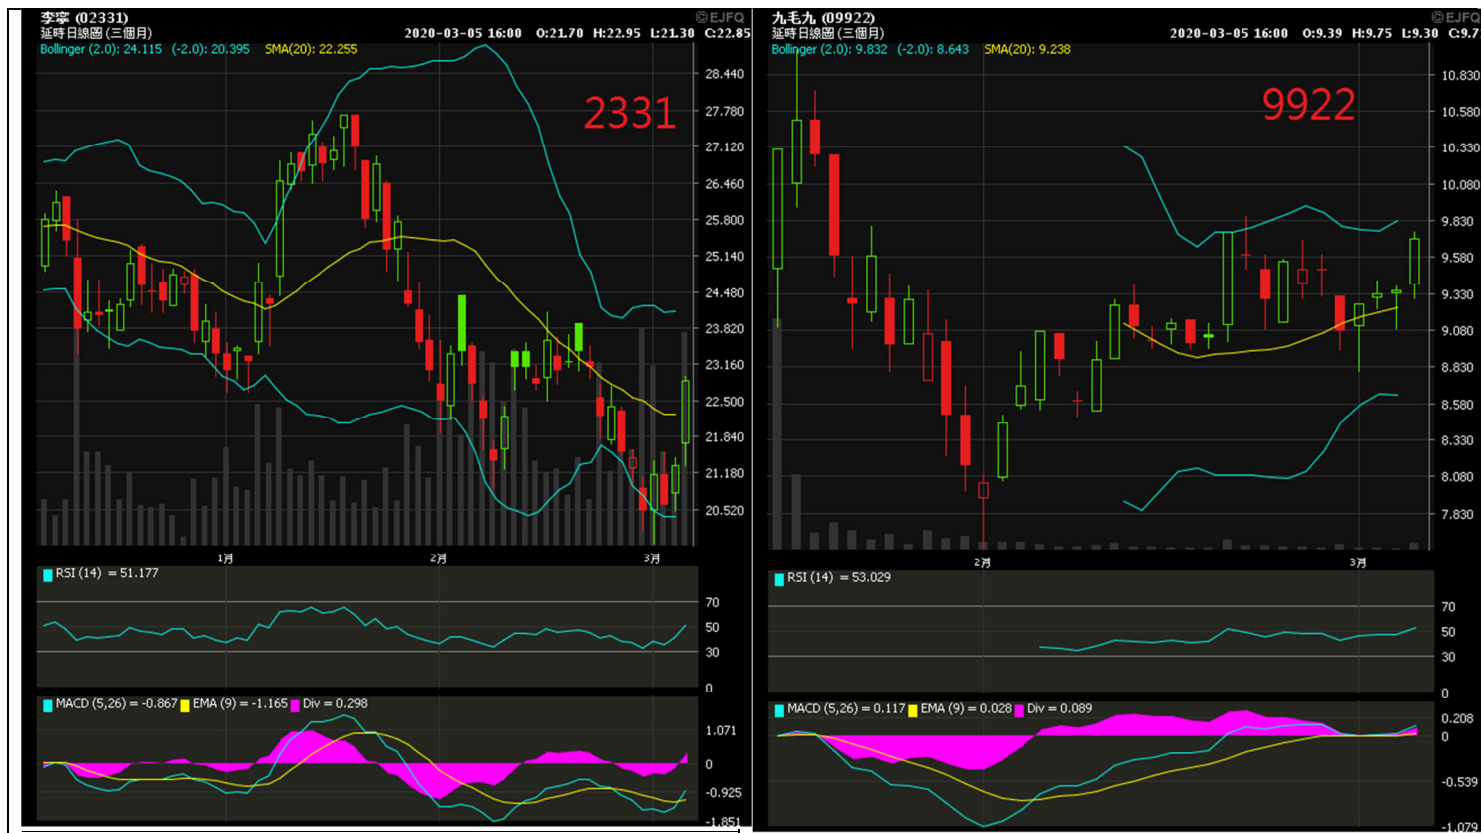 李寧 (02331)
©EJFQ
延時日線圖 (三個月)
2020-03-05 16:00 O:21.70 H:22.95 L:21.30 C:22.85
Bollinger (2.0): 24.115 (-2.0): 20.395 SMA(20): 22.255
2331
28.440
27.780
27.120
26.460
25.800
25.140
24.480
23.820
23.160
22.500
21.840
21.180
20.520
1月 2月 3月
RSI (14) = 51.177
70
50
30
0
MACD (5,26) = -0.867 EMA (9) = -1.165 Div = 0.298
1.071
0
-0.925
-1.851
九毛九 (09922)
©EJFQ
延時日線圖 (三個月)
2020-03-05 16:00 O:9.39 H:9.75 L:9.30 C:9.7
Bollinger (2.0): 9.832 (-2.0): 8.643 SMA(20): 9.238
9922
10.830
10.580
10.330
10.080
9.830
9.580
9.330
9.080
8.830
8.580
8.330
8.080
7.830
2月 3月
RSI (14) = 53.029
70
50
30
0
MACD (5,26) = 0.117 EMA (9) = 0.028 Div = 0.089
0.208
0
-0.539
-1.079